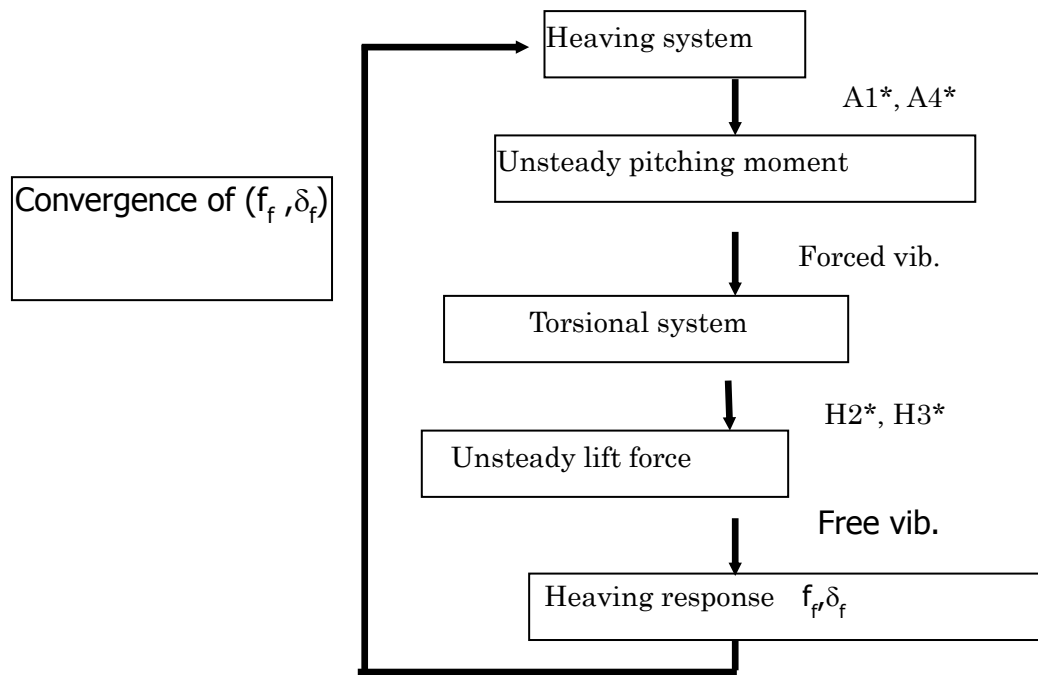 Heaving system
A1*, A4*
Unsteady pitching moment
Convergence of (f_f ,δ_f)
Forced vib.
Torsional system
H2*, H3*
Unsteady lift force
Free vib.
Heaving response f_f,δ_f